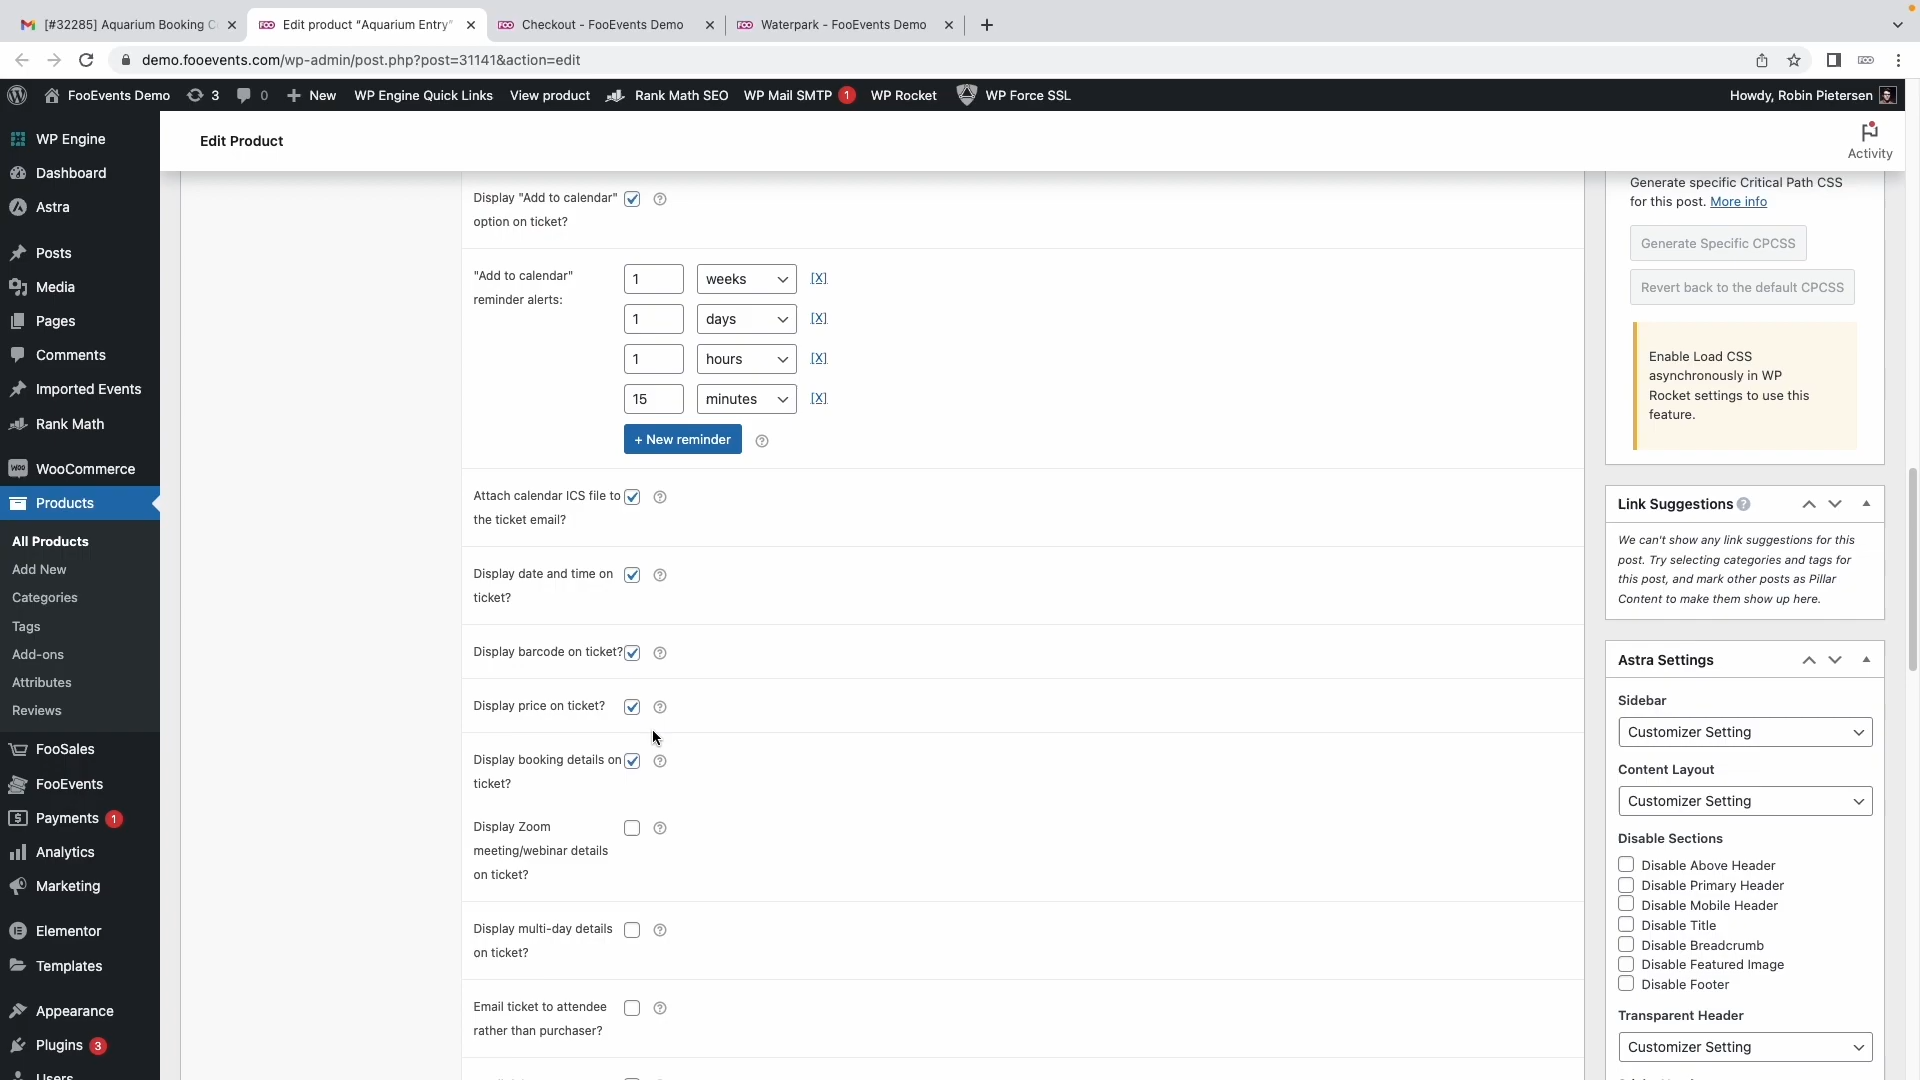 [#32285] Aquarium Booking C
Edit product “Aquarium Entry”
Checkout - FooEvents Demo
Waterpark - FooEvents Demo
demo.fooevents.com/wp-admin/post.php?post=31141&action=edit
FooEvents Demo
3
0
New
WP Engine Quick Links
View product
Rank Math SEO
WP Mail SMTP
1
WP Rocket
WP Force SSL
Howdy, Robin Pietersen
WP Engine
Dashboard
Astra
Posts
Media
Pages
Comments
Imported Events
Rank Math
WooCommerce
Products
All Products
Add New
Categories
Tags
Add-ons
Attributes
Reviews
FooSales
FooEvents
Payments 1
Analytics
Marketing
Elementor
Templates
Appearance
Plugins 3
Users
Edit Product
Activity
Display "Add to calendar"
option on ticket?
"Add to calendar"
reminder alerts:
1 weeks [X]
1 days [X]
1 hours [X]
15 minutes [X]
+ New reminder
Attach calendar ICS file to
the ticket email?
Display date and time on
ticket?
Display barcode on ticket?
Display price on ticket?
Display booking details on
ticket?
Display Zoom
meeting/webinar details
on ticket?
Display multi-day details
on ticket?
Email ticket to attendee
rather than purchaser?
Generate specific Critical Path CSS
for this post. More info
Generate Specific CPCSS
Revert back to the default CPCSS
Enable Load CSS
asynchronously in WP
Rocket settings to use this
feature.
Link Suggestions
We can't show any link suggestions for this
post. Try selecting categories and tags for
this post, and mark other posts as Pillar
Content to make them show up here.
Astra Settings
Sidebar
Customizer Setting
Content Layout
Customizer Setting
Disable Sections
Disable Above Header
Disable Primary Header
Disable Mobile Header
Disable Title
Disable Breadcrumb
Disable Featured Image
Disable Footer
Transparent Header
Customizer Setting